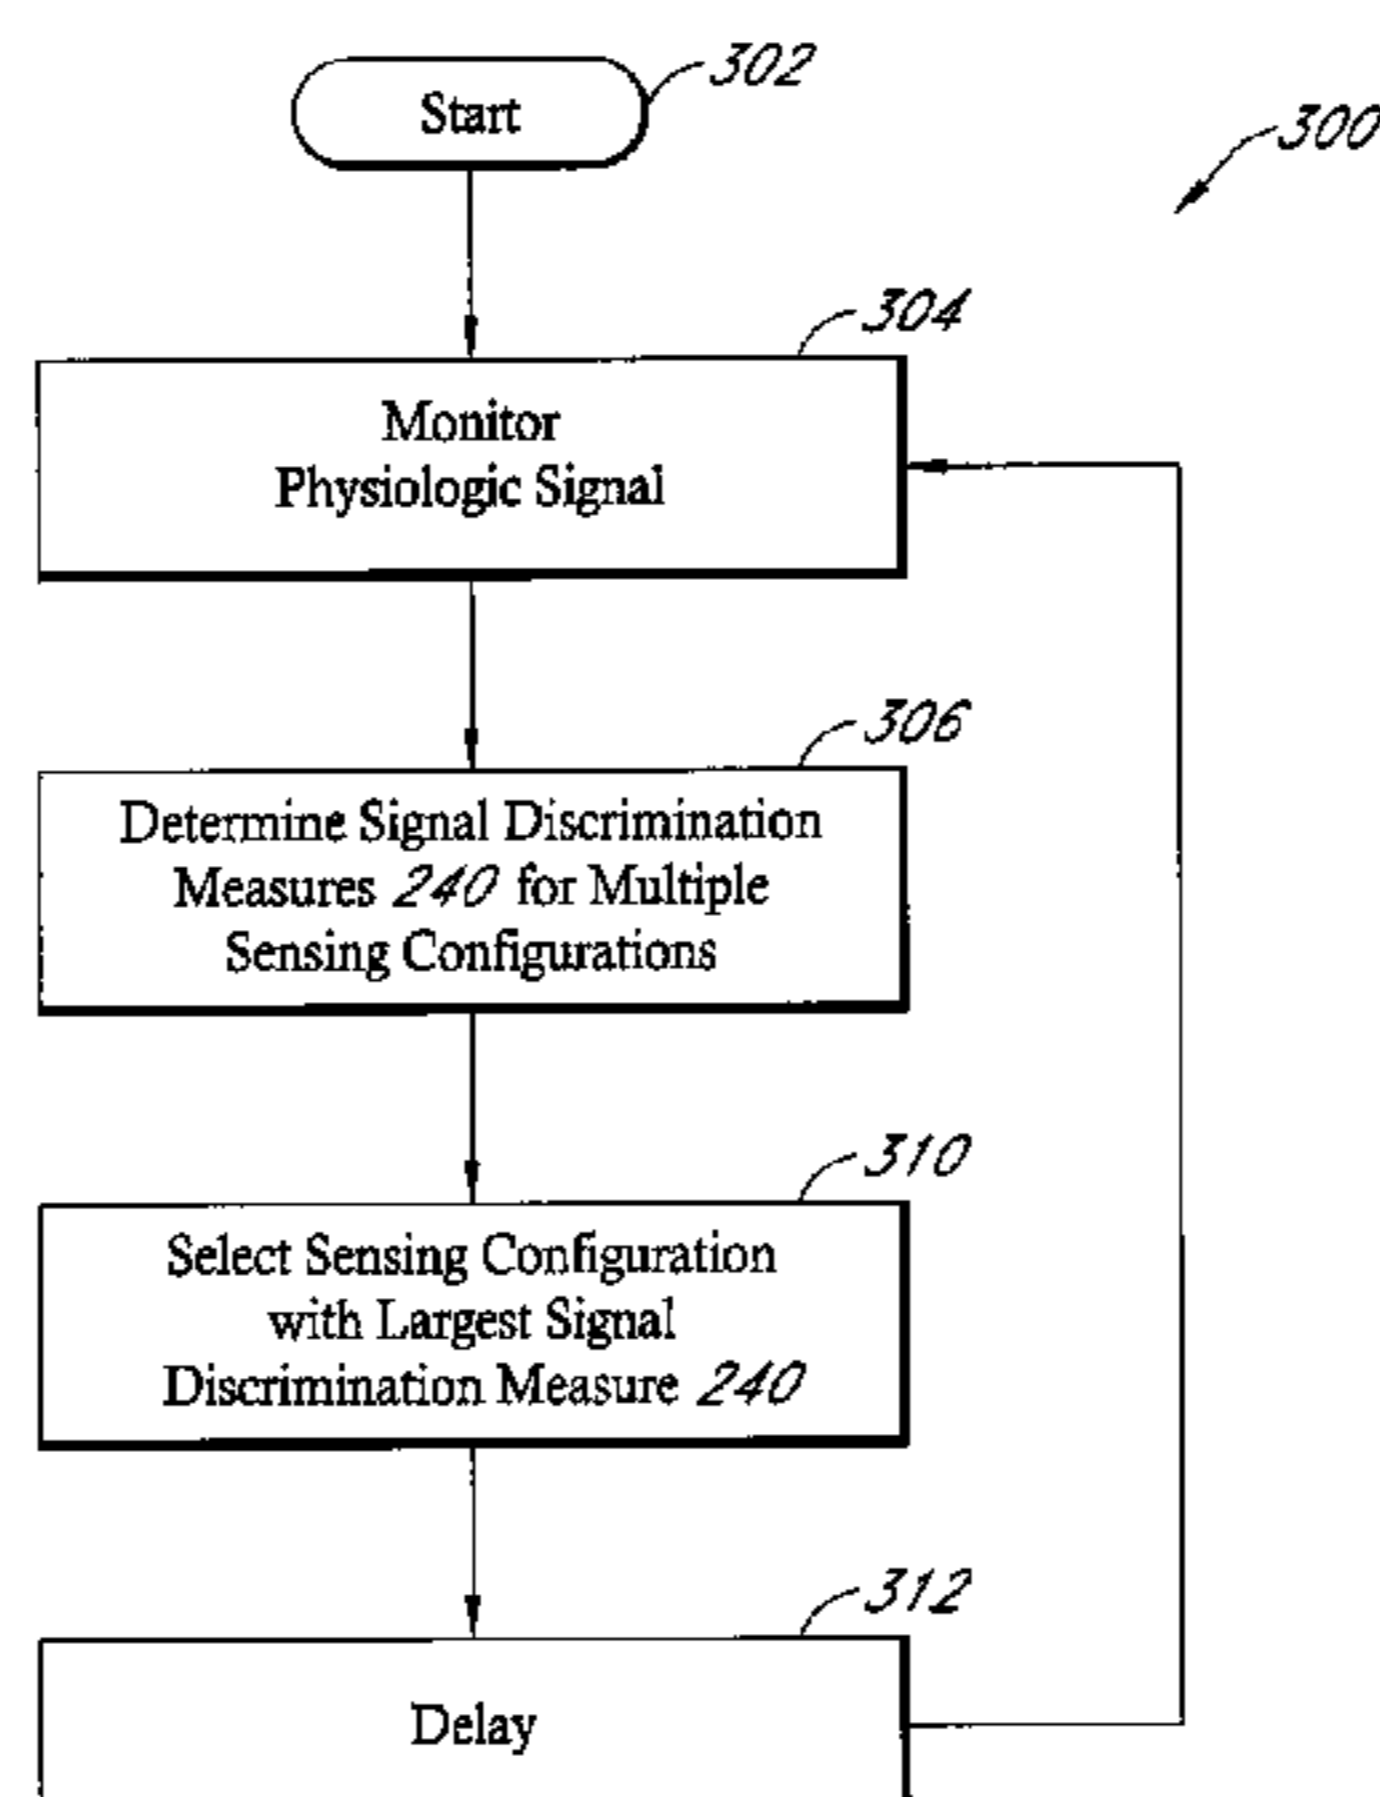 302
Start
300
304
Monitor
Physiologic Signal
306
Determine Signal Discrimination
Measures 240 for Multiple
Sensing Configurations
310
Select Sensing Configuration
with Largest Signal
Discrimination Measure 240
312
Delay